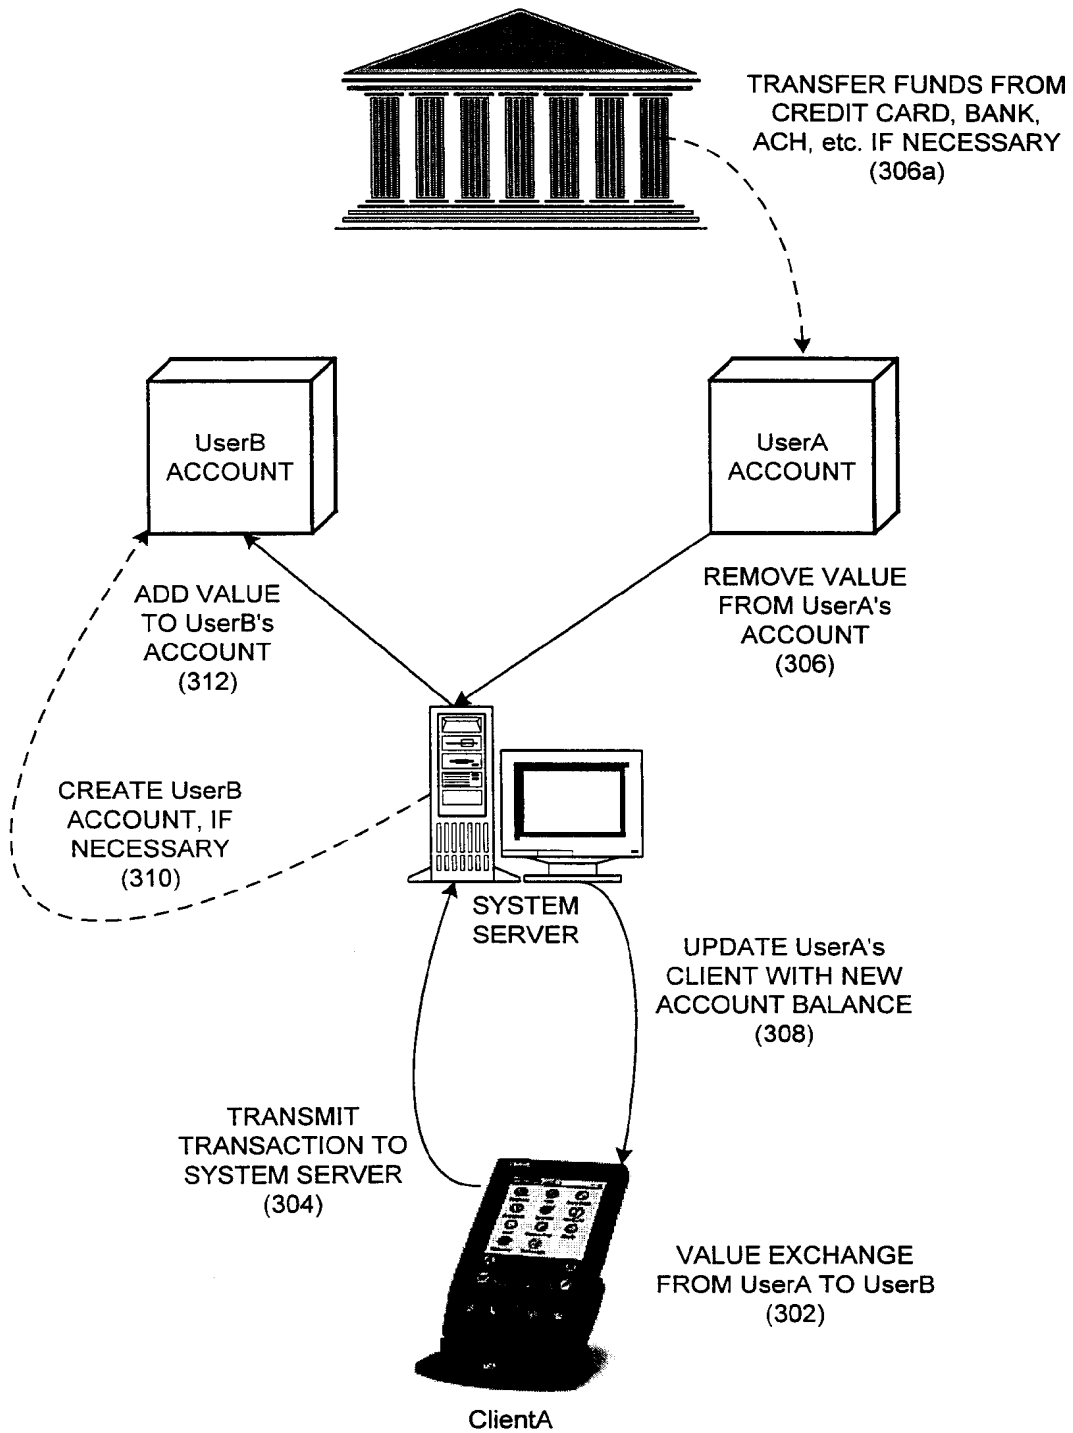 TRANSFER FUNDS FROM
CREDIT CARD, BANK,
ACH, etc. IF NECESSARY
(306a)
UserB
ACCOUNT
UserA
ACCOUNT
ADD VALUE
TO UserB's
ACCOUNT
(312)
REMOVE VALUE
FROM UserA's
ACCOUNT
(306)
CREATE UserB
ACCOUNT, IF
NECESSARY
(310)
SYSTEM
SERVER
UPDATE UserA's
CLIENT WITH NEW
ACCOUNT BALANCE
(308)
TRANSMIT
TRANSACTION TO
SYSTEM SERVER
(304)
VALUE EXCHANGE
FROM UserA TO UserB
(302)
ClientA